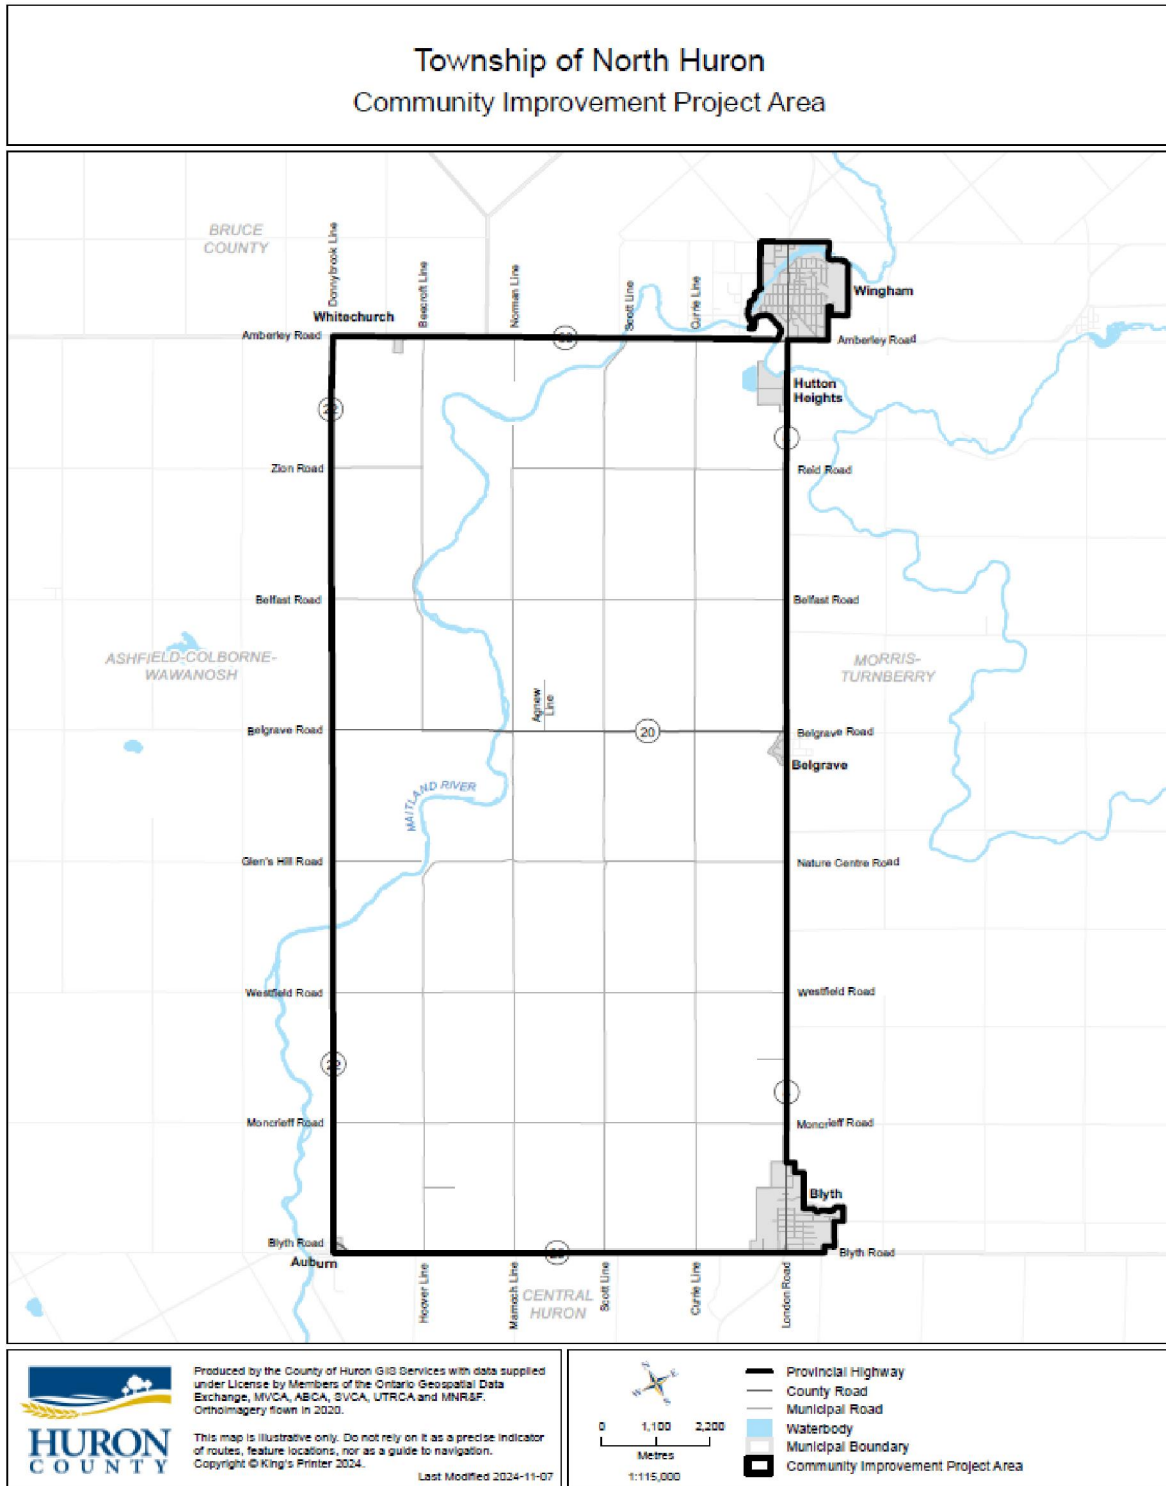 Township of North Huron
Community Improvement Project Area
BRUCE
COUNTY
Donnybrook Line
Whitechurch
Beecroft Line
Norman Line
Scott Line
Currie Line
Wingham
Amberley Road
Amberley Road
Hutton
Heights
Zion Road
Reid Road
Belfast Road
Belfast Road
ASHFIELD-COLBORNE-
WAWANOSH
MORRIS-
TURNBERRY
Agnew
Line
Belgrave Road
20
Belgrave Road
Belgrave
MAITLAND RIVER
Glen's Hill Road
Nature Centre Road
Westfield Road
Westfield Road
22
Moncrieff Road
Moncrieff Road
Blyth
Blyth Road
Blyth Road
Auburn
Hoover Line
Marnoch Line
CENTRAL
HURON
Scott Line
Currie Line
London Road
HURON
COUNTY
Produced by the County of Huron GIS Services with data supplied
under License by Members of the Ontario Geospatial Data
Exchange, MVCA, ABCA, SVCA, UTRCA and MNR&F.
Orthoimagery flown in 2020.
This map is illustrative only. Do not rely on it as a precise indicator
of routes, feature locations, nor as a guide to navigation.
Copyright © King's Printer 2024.
Last Modified 2024-11-07
N
E
W
S
0 1,100 2,200
Metres
1:115,000
Provincial Highway
County Road
Municipal Road
Waterbody
Municipal Boundary
Community Improvement Project Area